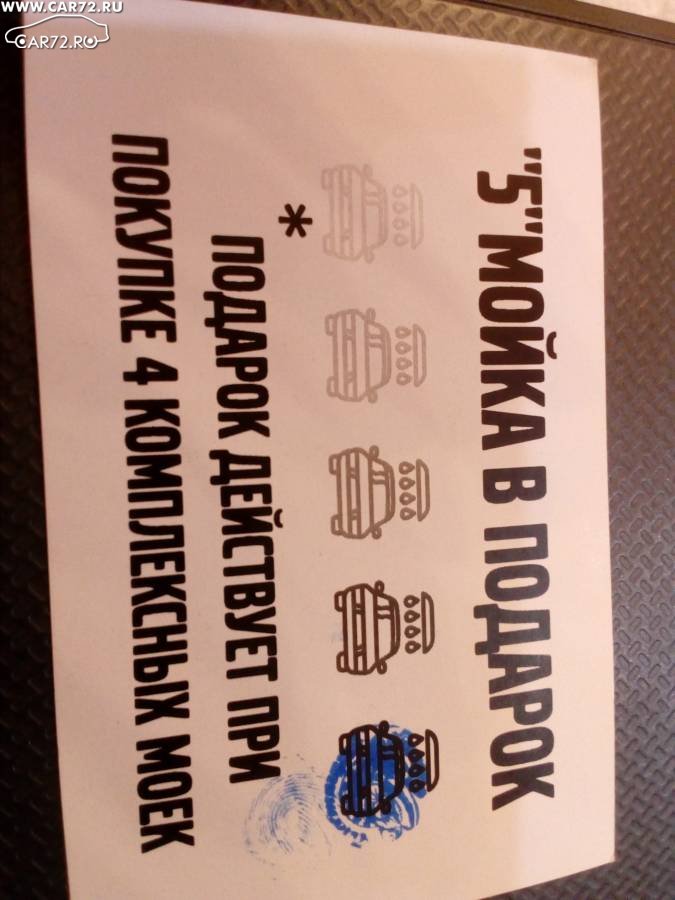 WWW.CAR72.RU
CAR72.RU
"5"МОЙКА В ПОДАРОК
*
ПОДАРОК ДЕЙСТВУЕТ ПРИ
ПОКУПКЕ 4 КОМПЛЕКСНЫХ МОЕК